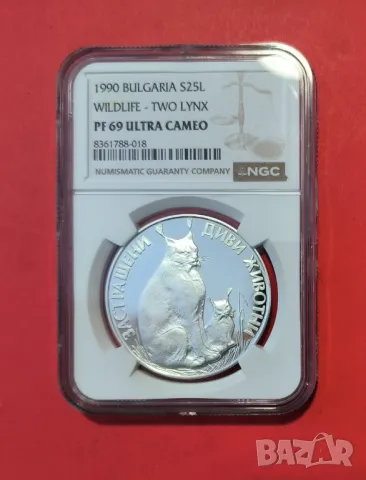 1990 BULGARIA S25L
WILDLIFE - TWO LYNX
PF 69 ULTRA CAMEO
8361788-018
NUMISMATIC GUARANTY COMPANY
NGC
ЗАСТРАШЕНИ ДИВИ ЖИВОТНИ
BAZAR